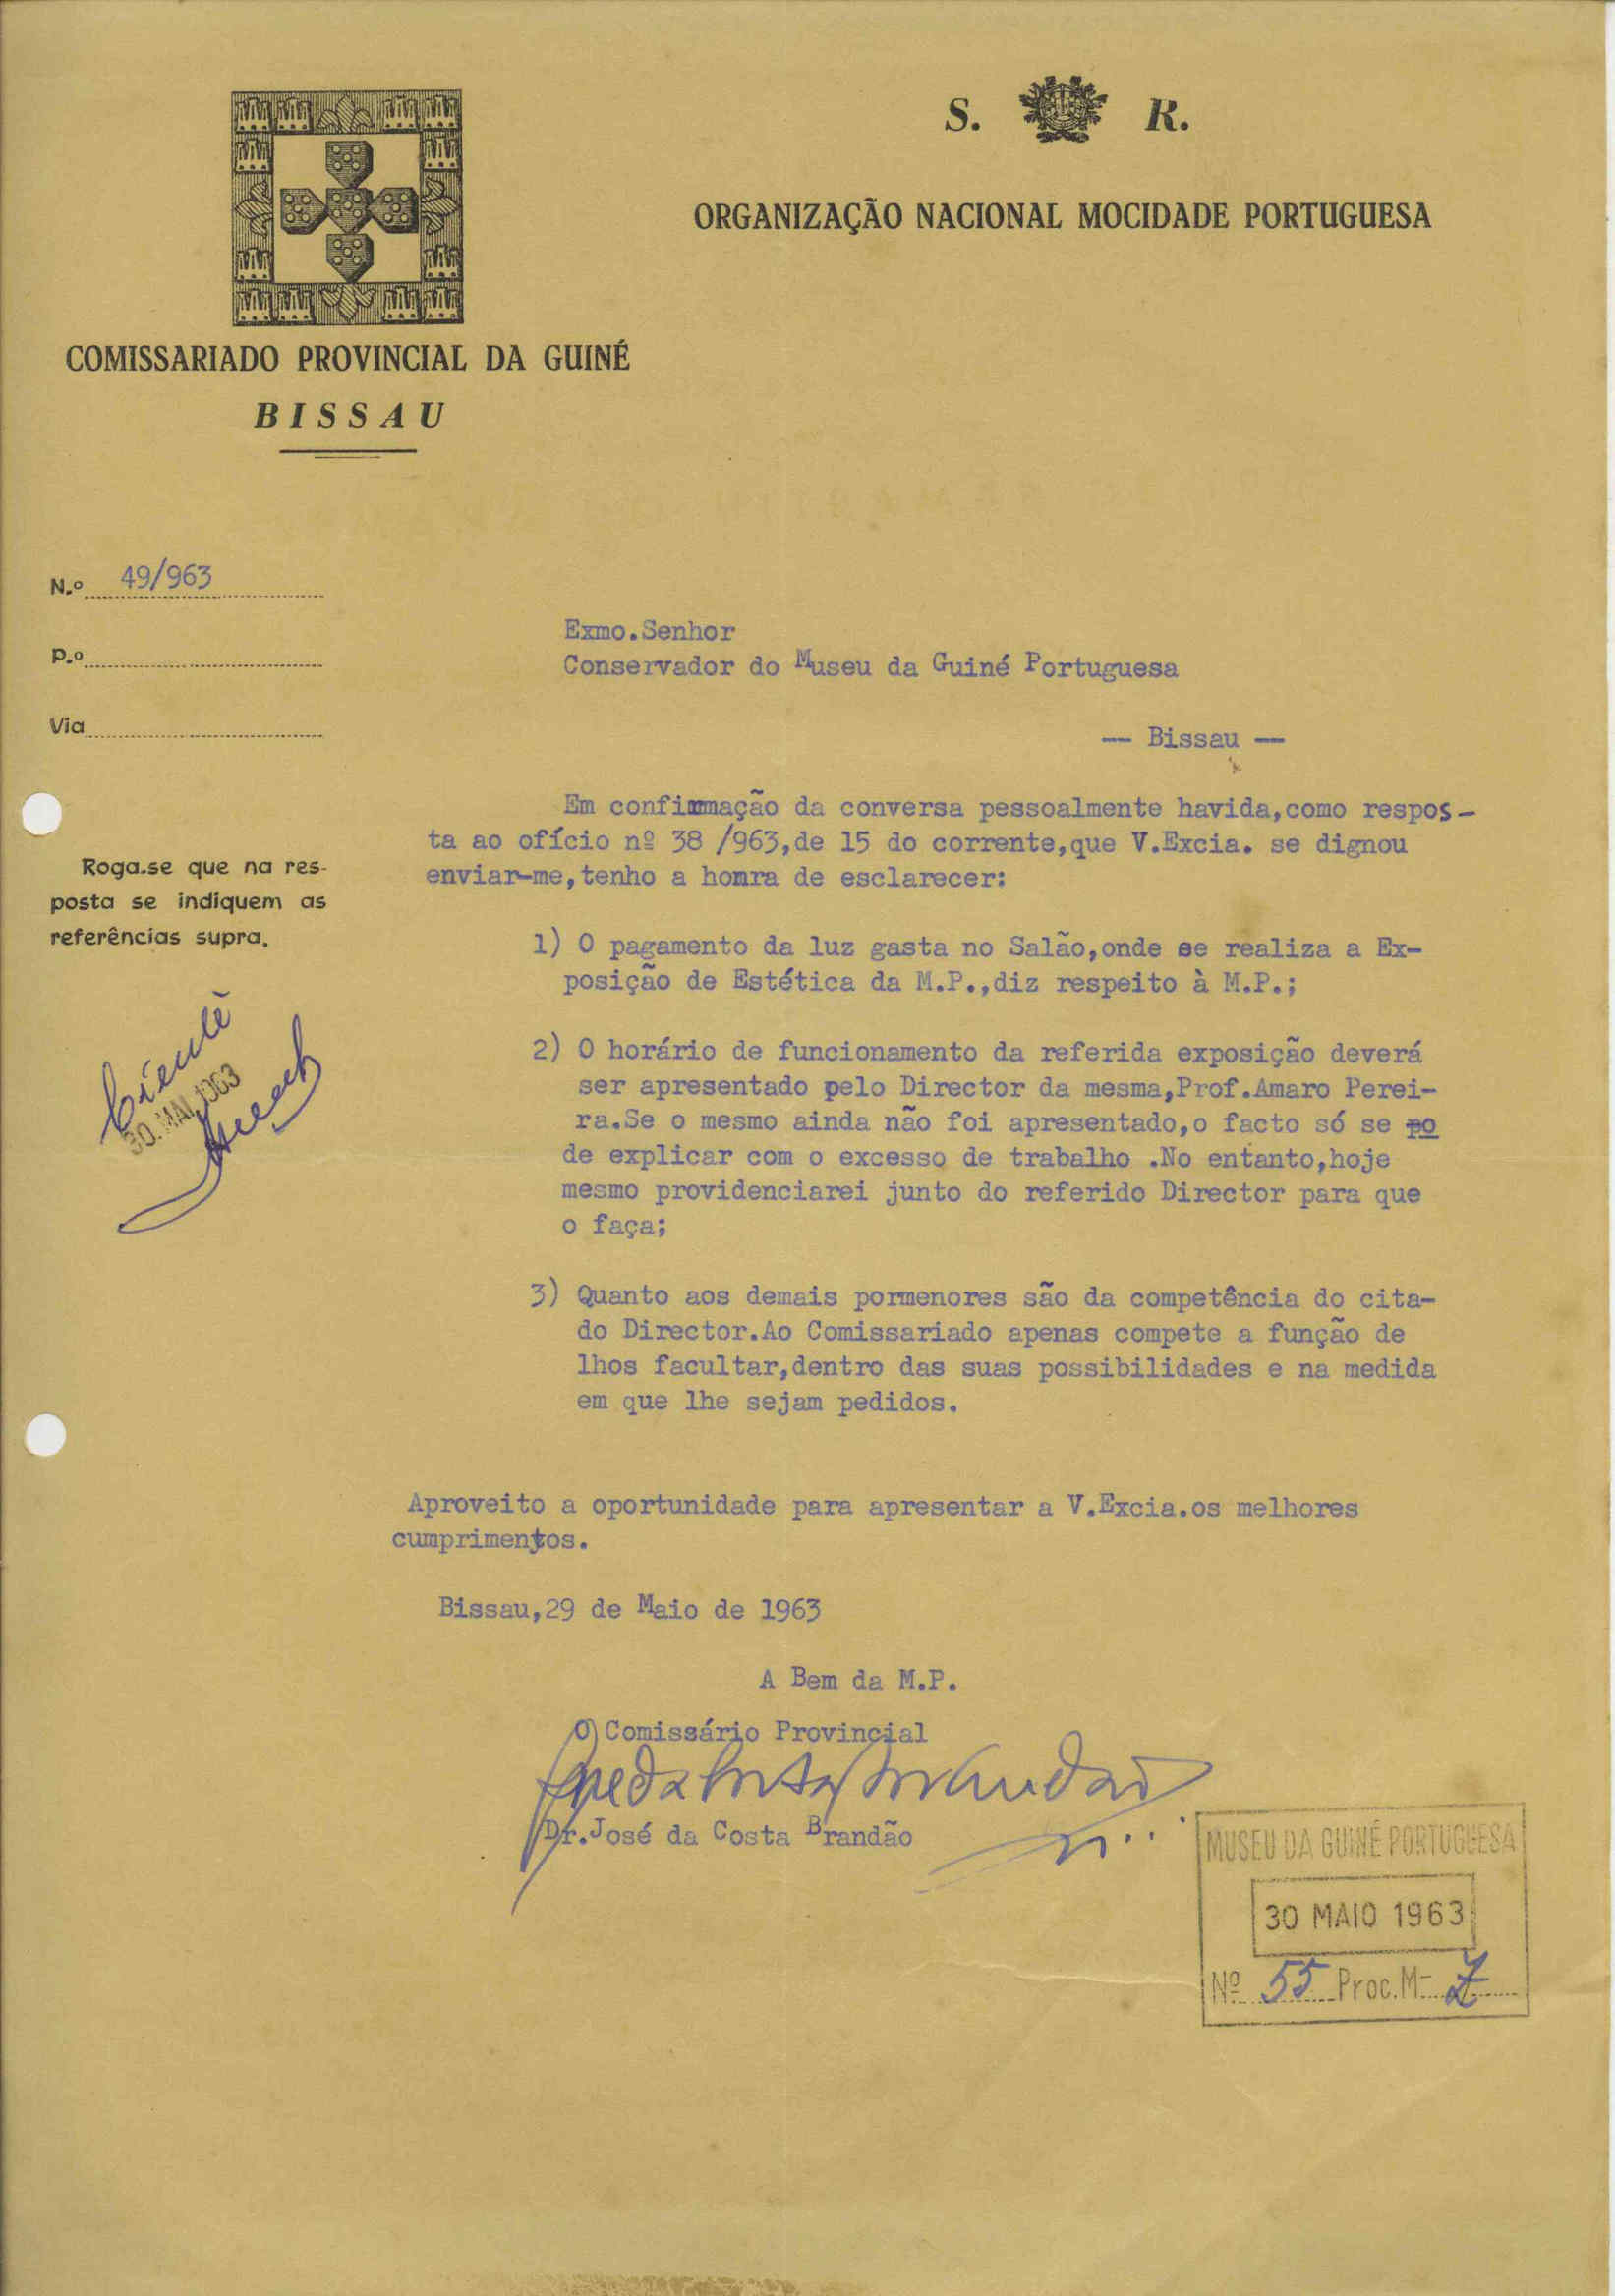 S. R.
ORGANIZAÇÃO NACIONAL MOCIDADE PORTUGUESA
COMISSARIADO PROVINCIAL DA GUINÉ
BISSAU
N.º 49/963
P.º
Via
Roga.se que na res-
posta se indiquem as
referências supra.
Ciente
30. MAI. 1963
Exmo.Senhor
Conservador do Museu da Guiné Portuguesa
— Bissau —
Em confirmação da conversa pessoalmente havida,como respos-
ta ao ofício nº 38 /963,de 15 do corrente,que V.Excia. se dignou
enviar-me,tenho a honra de esclarecer:
1) O pagamento da luz gasta no Salão,onde se realiza a Ex-
posição de Estética da M.P.,diz respeito à M.P.;
2) O horário de funcionamento da referida exposição deverá
ser apresentado pelo Director da mesma,Prof.Amaro Perei-
ra.Se o mesmo ainda não foi apresentado,o facto só se po
de explicar com o excesso de trabalho .No entanto,hoje
mesmo providenciarei junto do referido Director para que
o faça;
3) Quanto aos demais pormenores são da competência do cita-
do Director.Ao Comissariado apenas compete a função de
lhos facultar,dentro das suas possibilidades e na medida
em que lhe sejam pedidos.
Aproveito a oportunidade para apresentar a V.Excia.os melhores
cumprimentos.
Bissau,29 de Maio de 1963
A Bem da M.P.
O Comissário Provincial
Dr.José da Costa Brandão
MUSEU DA GUINÉ PORTUGUESA
30 MAIO 1963
Nº 55 Proc.M- Z